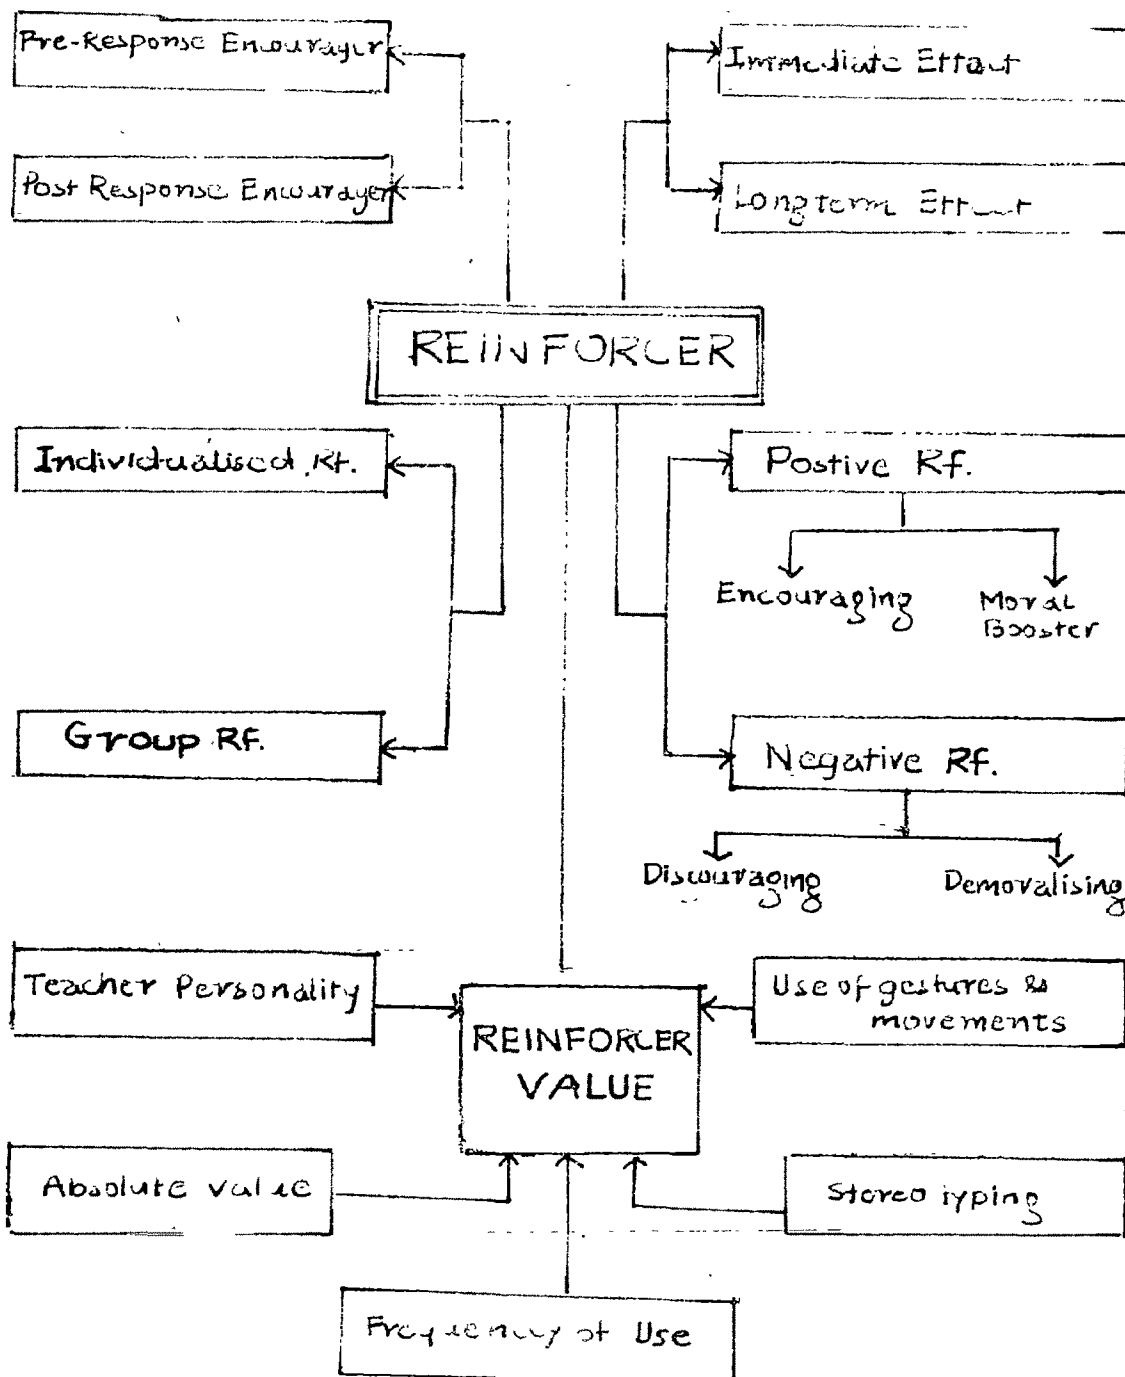 Pre-Response Encourager
Immediate Effect
Post Response Encourager
Longterm Effect
REIINFORCER
Individualised Rf.
Postive Rf.
Encouraging
Moral
Booster
Group Rf.
Negative Rf.
Discouraging
Demoralising
Teacher Personality
Use of gestures &
movements
REINFORCER
VALUE
Absolute value
Stereo typing
Frequency of Use